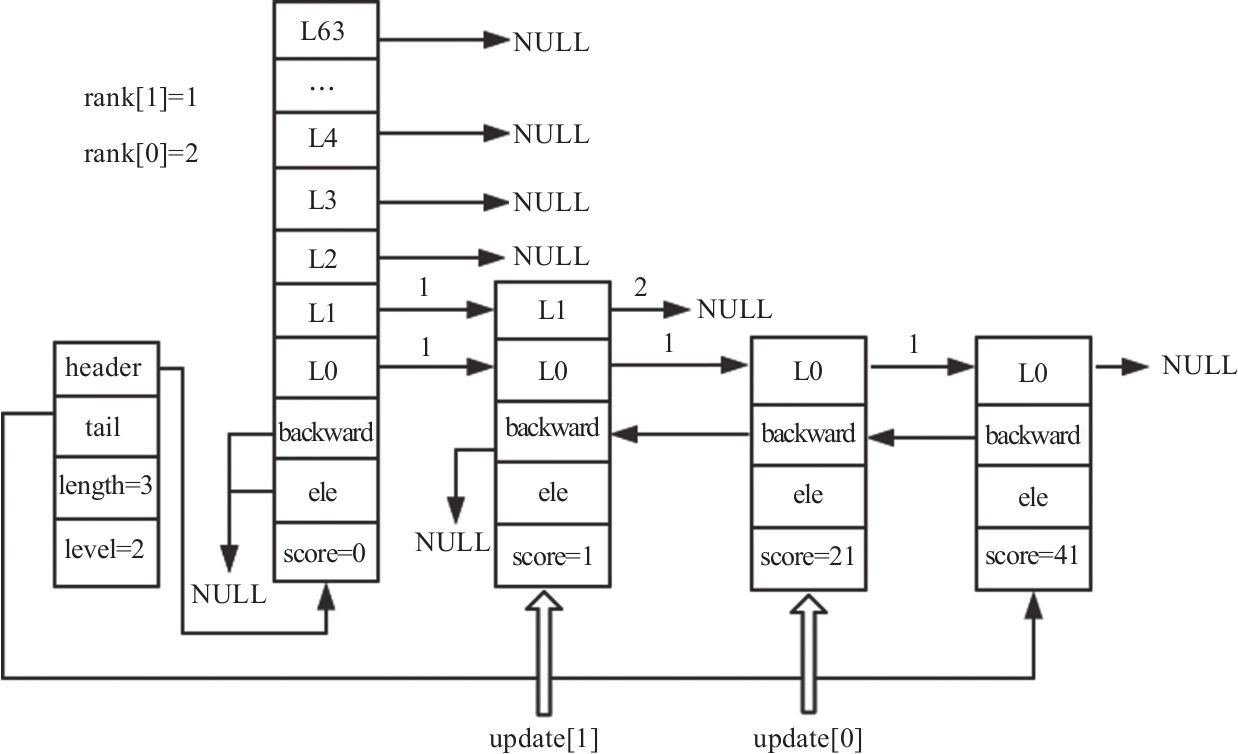 L63
NULL
...
rank[1]=1
L4
NULL
rank[0]=2
L3
NULL
L2
NULL
L1
1
L1
2
NULL
header
L0
1
L0
1
L0
1
L0
NULL
tail
backward
backward
backward
backward
length=3
ele
ele
ele
ele
level=2
score=0
NULL
score=1
score=21
score=41
NULL
update[1]
update[0]